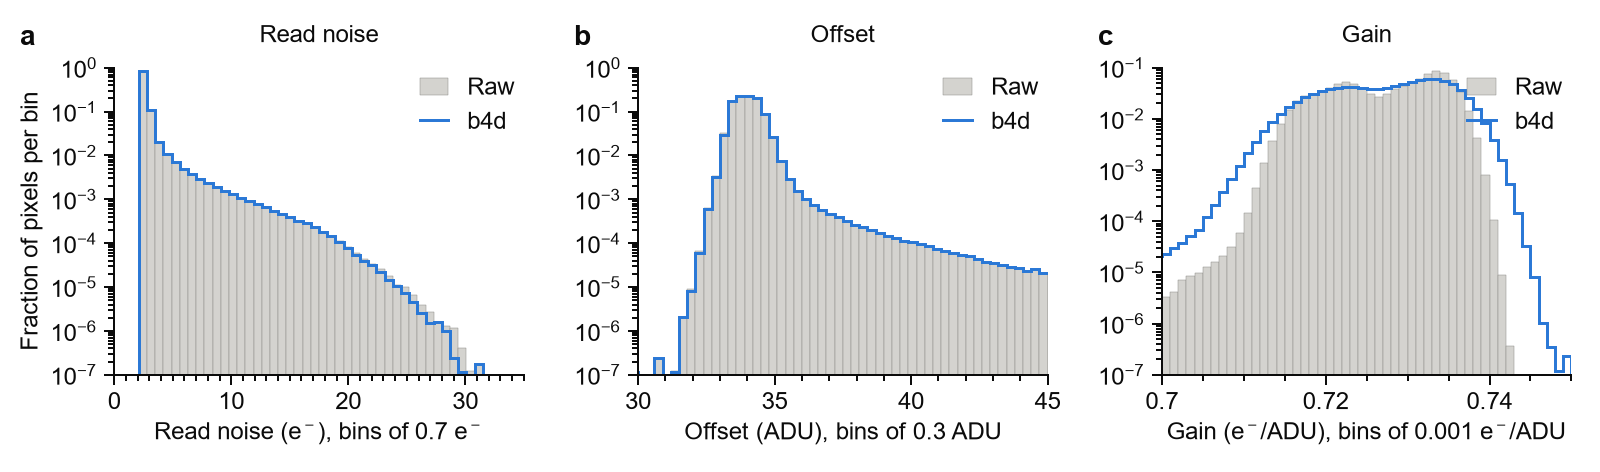 a Read noise
Fraction of pixels per bin
10⁰
10⁻¹
10⁻²
10⁻³
10⁻⁴
10⁻⁵
10⁻⁶
10⁻⁷
Raw
b4d
0 10 20 30
Read noise (e⁻), bins of 0.7 e⁻
b Offset
10⁰
10⁻¹
10⁻²
10⁻³
10⁻⁴
10⁻⁵
10⁻⁶
10⁻⁷
Raw
b4d
30 35 40 45
Offset (ADU), bins of 0.3 ADU
c Gain
10⁻¹
10⁻²
10⁻³
10⁻⁴
10⁻⁵
10⁻⁶
10⁻⁷
Raw
b4d
0.7 0.72 0.74
Gain (e⁻/ADU), bins of 0.001 e⁻/ADU